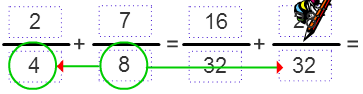 2 7 16
+ = + =
4 8 32 32